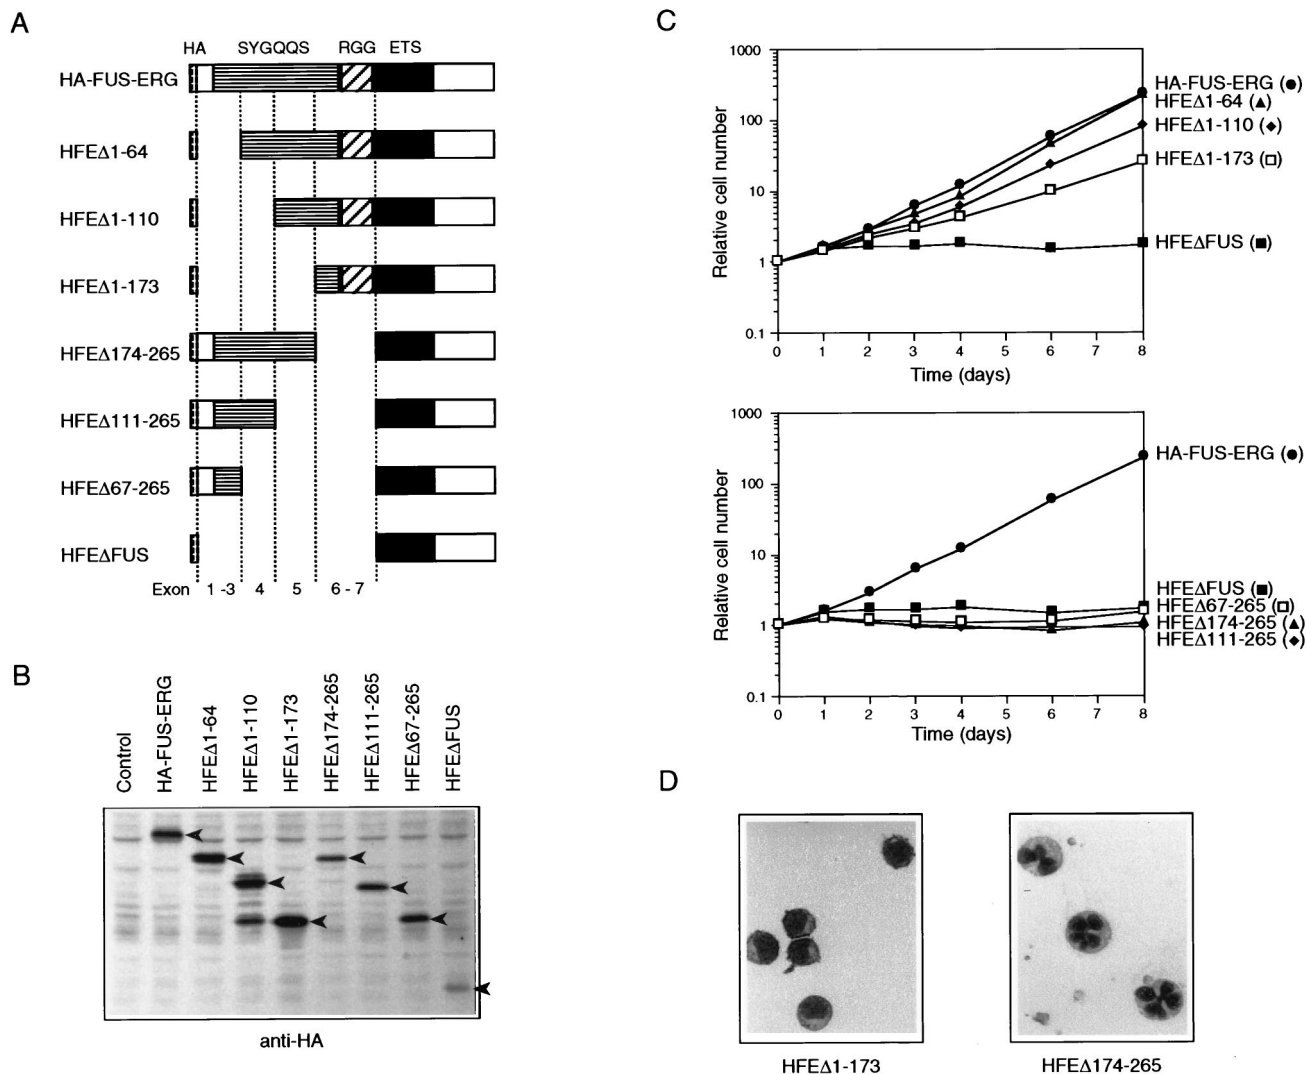 A
HA SYGQQS RGG ETS
HA-FUS-ERG
HFEΔ1-64
HFEΔ1-110
HFEΔ1-173
HFEΔ174-265
HFEΔ111-265
HFEΔ67-265
HFEΔFUS
Exon 1 -3 4 5 6 - 7
B
Control
HA-FUS-ERG
HFEΔ1-64
HFEΔ1-110
HFEΔ1-173
HFEΔ174-265
HFEΔ111-265
HFEΔ67-265
HFEΔFUS
anti-HA
C
Relative cell number
1000
100
10
1
0.1
0 1 2 3 4 6 7 8
Time (days)
HA-FUS-ERG (●)
HFEΔ1-64 (▲)
HFEΔ1-110 (◆)
HFEΔ1-173 (□)
HFEΔFUS (■)
Relative cell number
1000
100
10
1
0.1
0 1 2 3 4 5 6 7 8
Time (days)
HA-FUS-ERG (●)
HFEΔFUS (■)
HFEΔ67-265 (□)
HFEΔ174-265 (▲)
HFEΔ111-265 (◆)
D
HFEΔ1-173
HFEΔ174-265